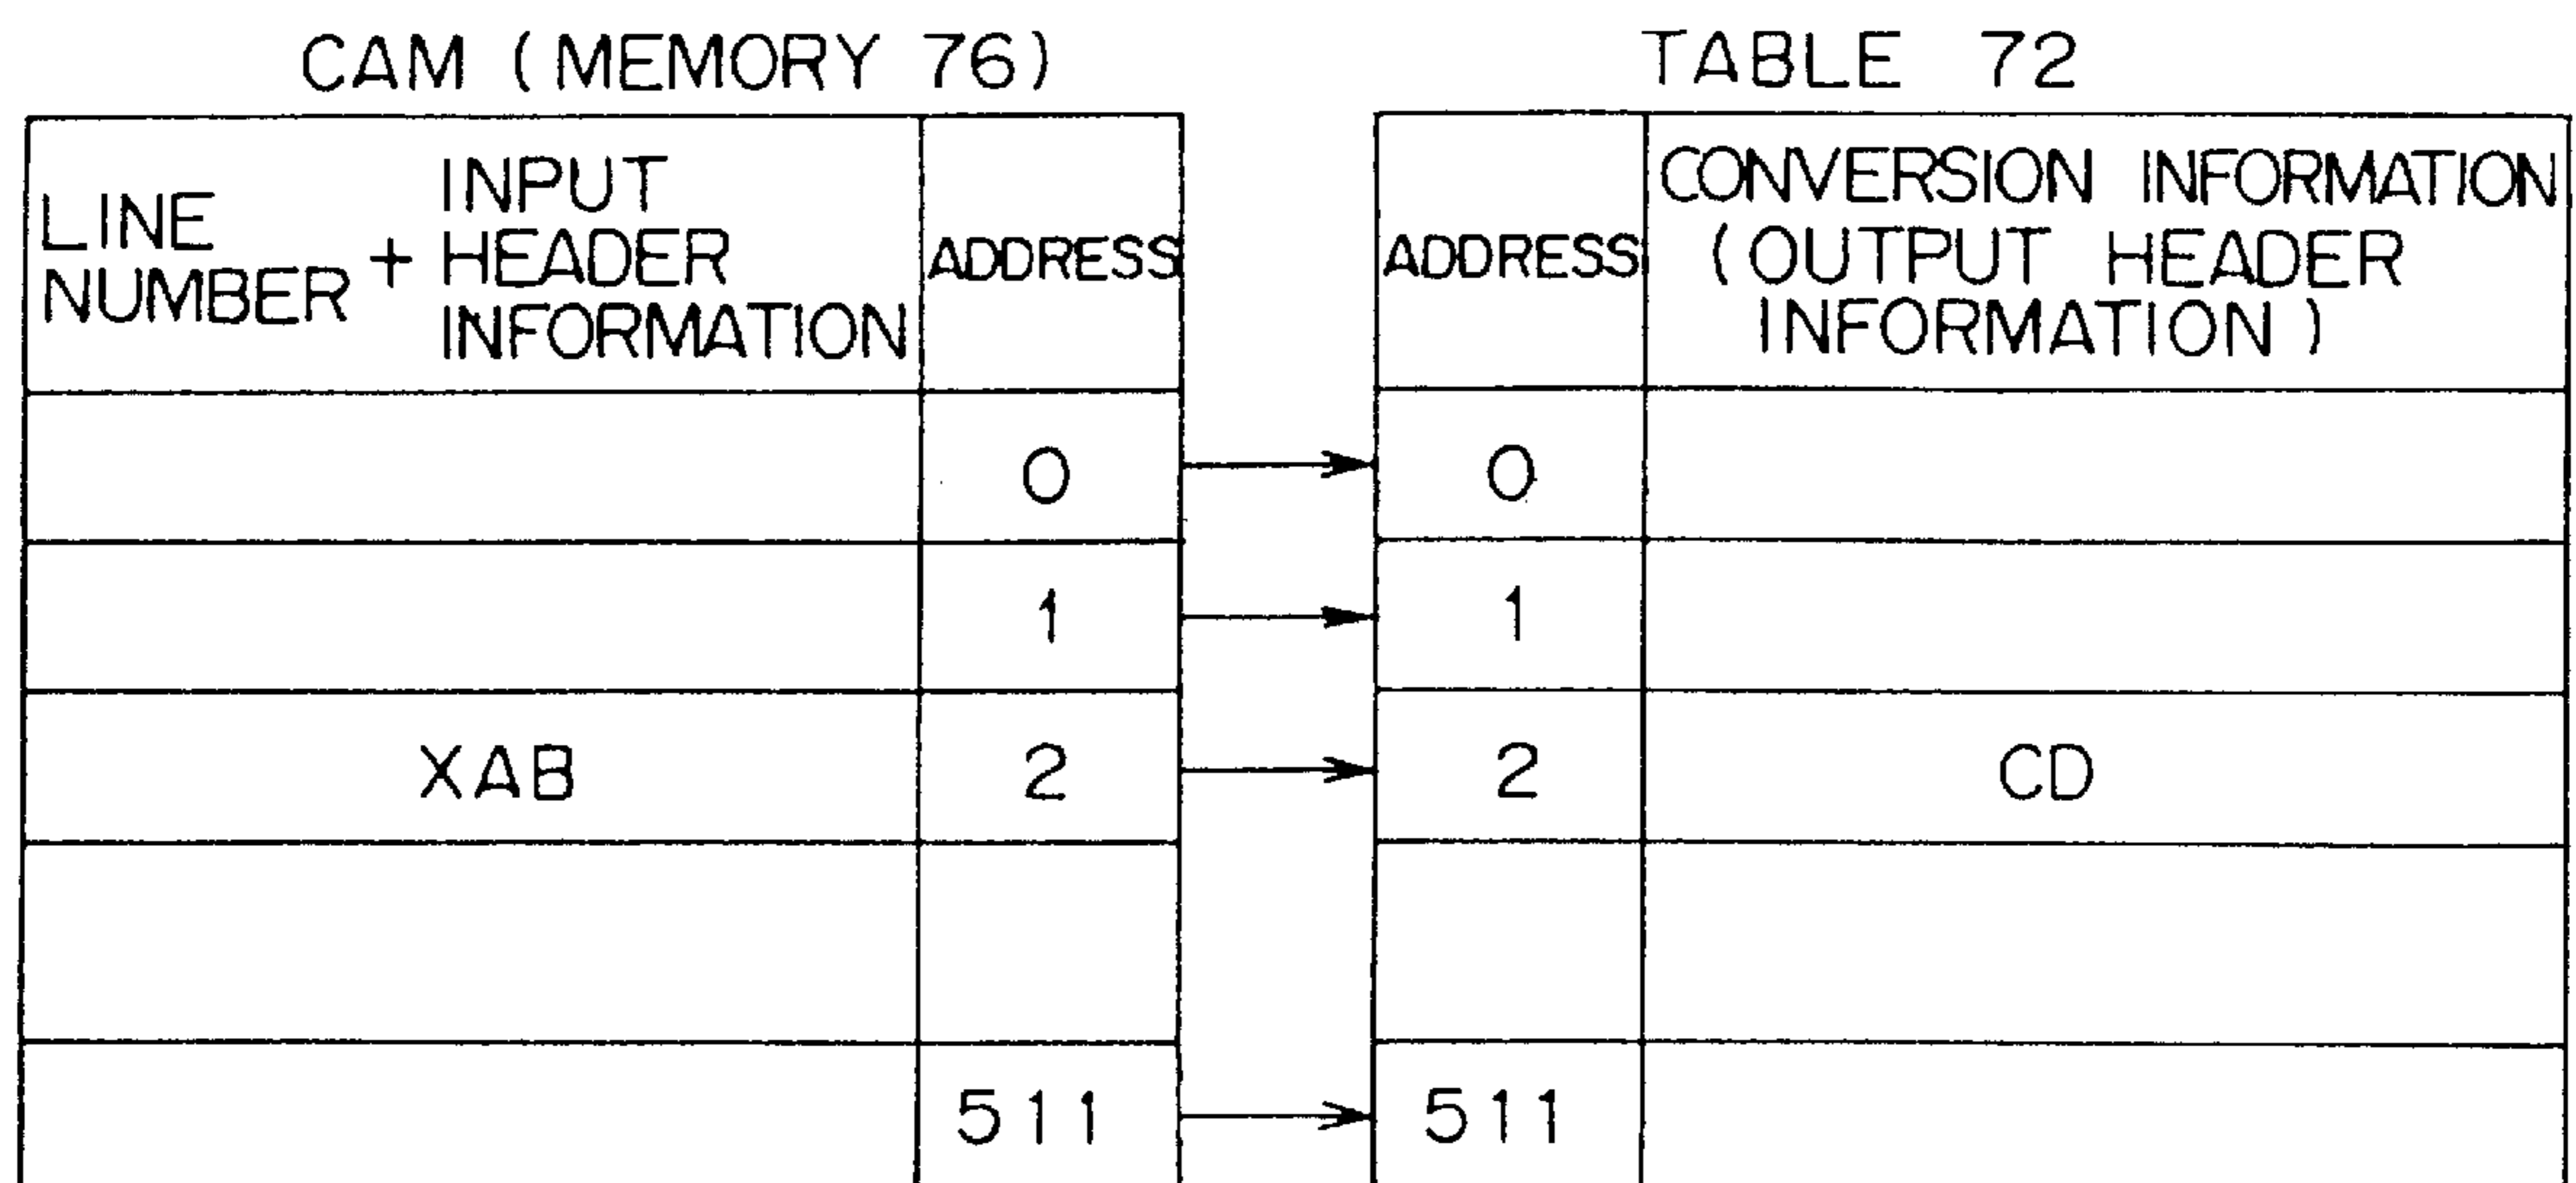 CAM (MEMORY 76)
LINE NUMBER + INPUT HEADER INFORMATION
ADDRESS
0
1
XAB 2
511
TABLE 72
ADDRESS
CONVERSION INFORMATION
(OUTPUT HEADER
INFORMATION)
0
1
2 CD
511